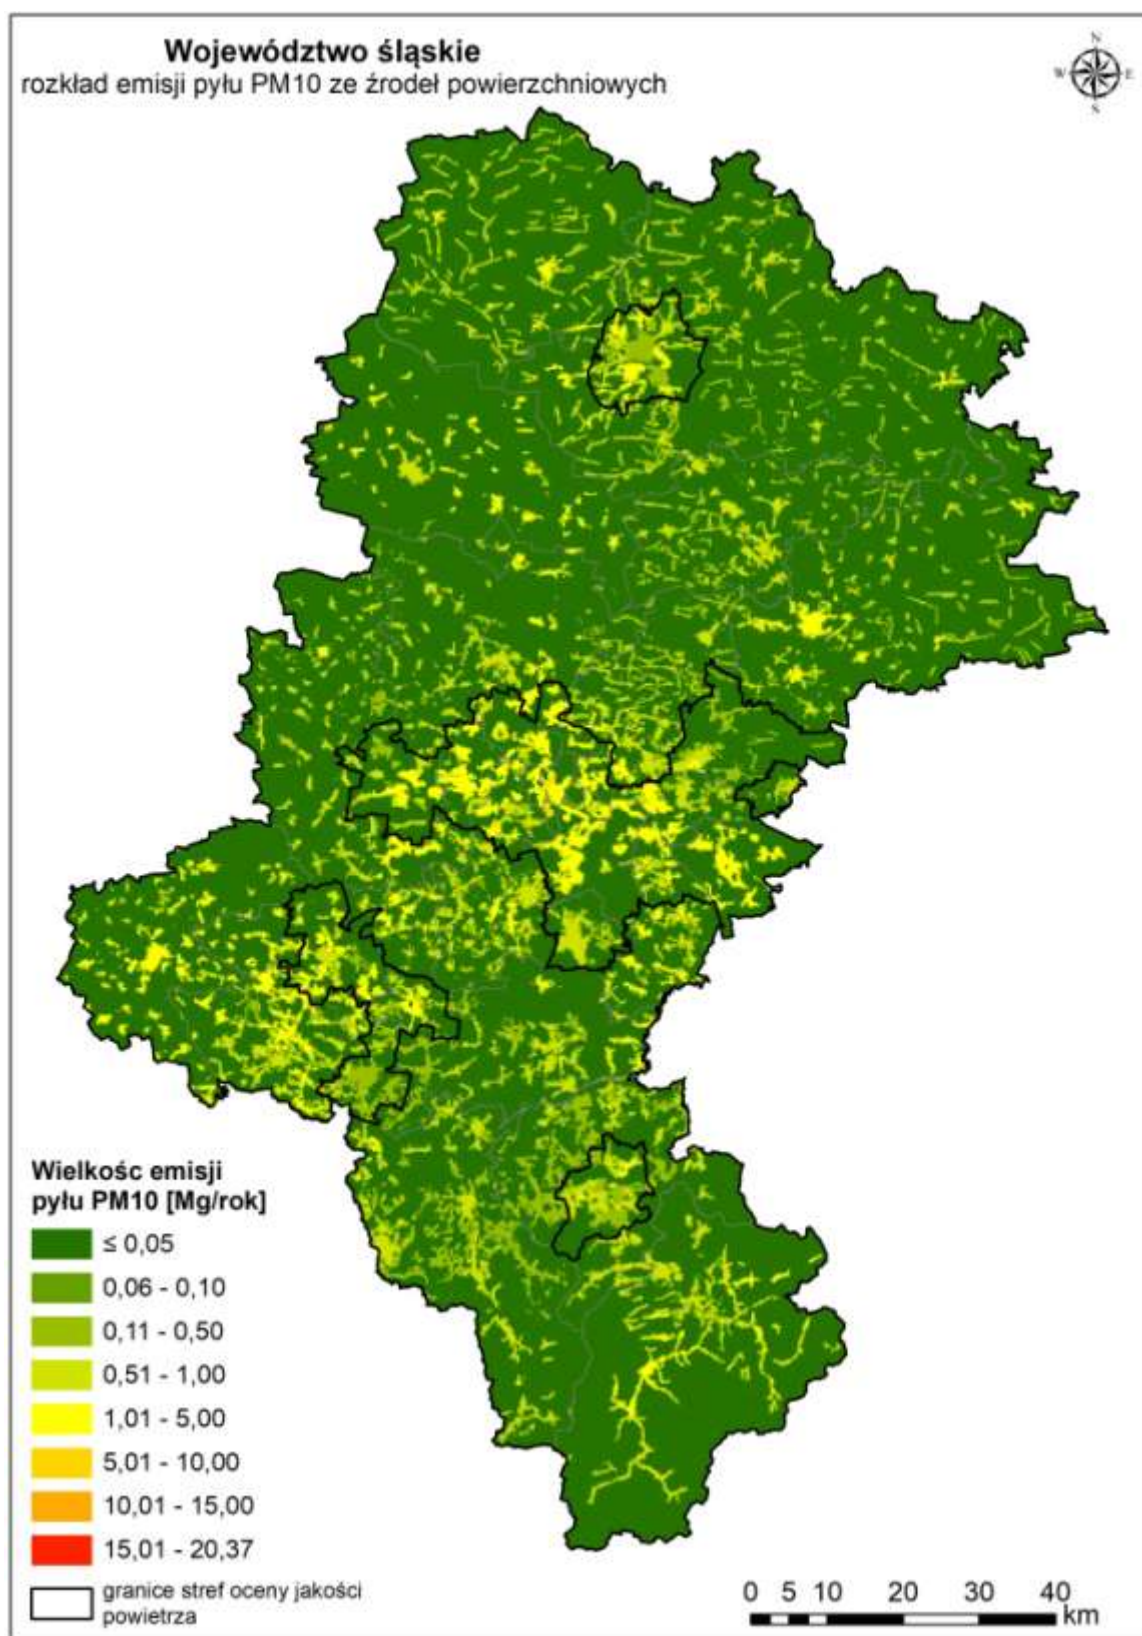 Województwo śląskie
rozkład emisji pyłu PM10 ze źrodeł powierzchniowych
N
W E
S
Wielkośc emisji
pyłu PM10 [Mg/rok]
≤ 0,05
0,06 - 0,10
0,11 - 0,50
0,51 - 1,00
1,01 - 5,00
5,01 - 10,00
10,01 - 15,00
15,01 - 20,37
granice stref oceny jakości
powietrza
0 5 10 20 30 40
km